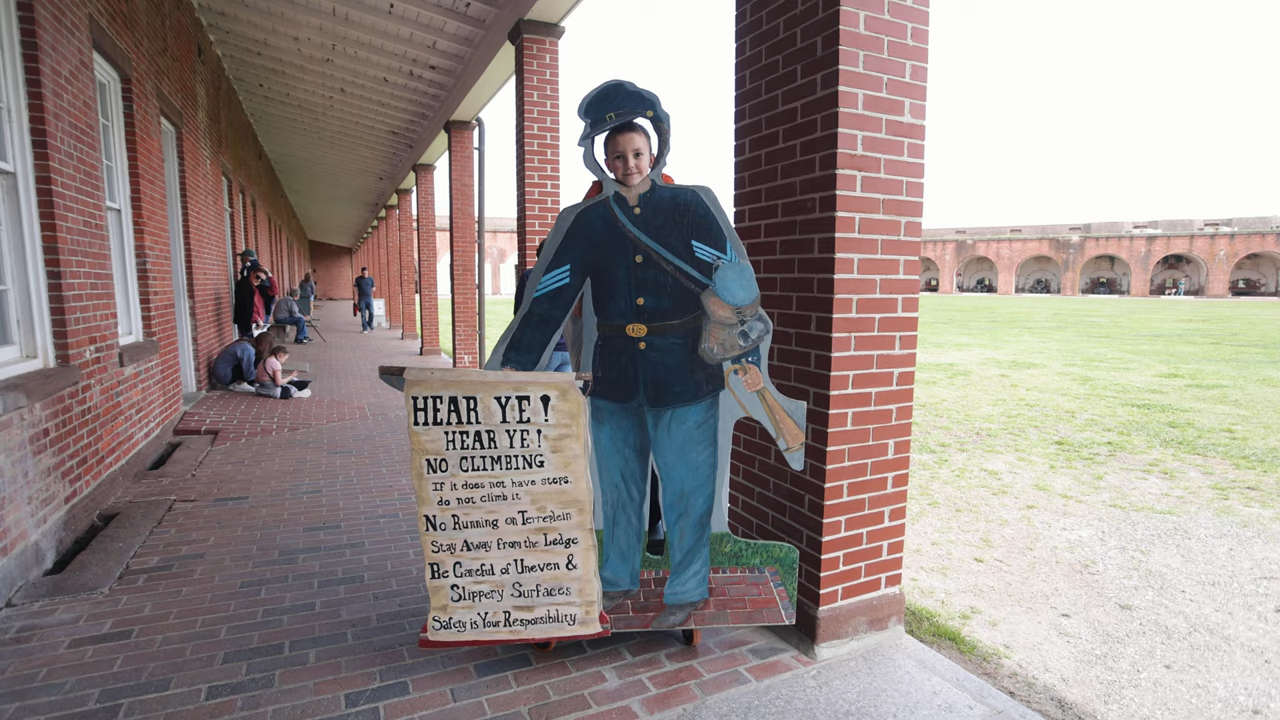 HEAR YE!
HEAR YE!
NO CLIMBING
If it does not have steps,
do not climb it
No Running on Terreplein
Stay Away from the Ledge
Be Careful of Uneven &
Slippery Surfaces
Safety is Your Responsibility
US